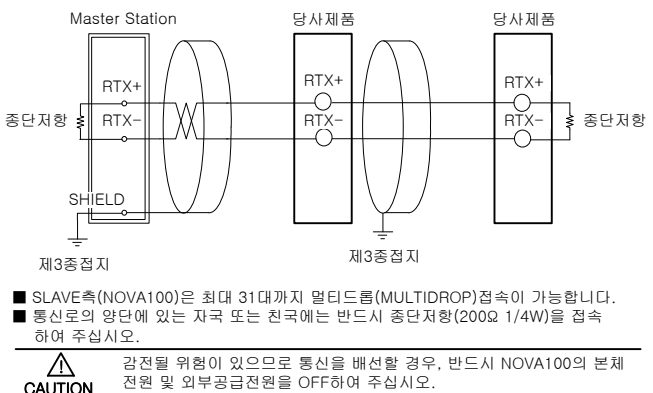 Master Station
당사제품
당사제품
RTX+
RTX+
RTX+
종단저항
RTX-
RTX-
RTX-
종단저항
SHIELD
제3종접지
제3종접지
■ SLAVE측(NOVA100)은 최대 31대까지 멀티드롭(MULTIDROP)접속이 가능합니다.
■ 통신로의 양단에 있는 자국 또는 친국에는 반드시 종단저항(200Ω 1/4W)을 접속
하여 주십시오.
감전될 위험이 있으므로 통신을 배선할 경우, 반드시 NOVA100의 본체
전원 및 외부공급전원을 OFF하여 주십시오.
CAUTION